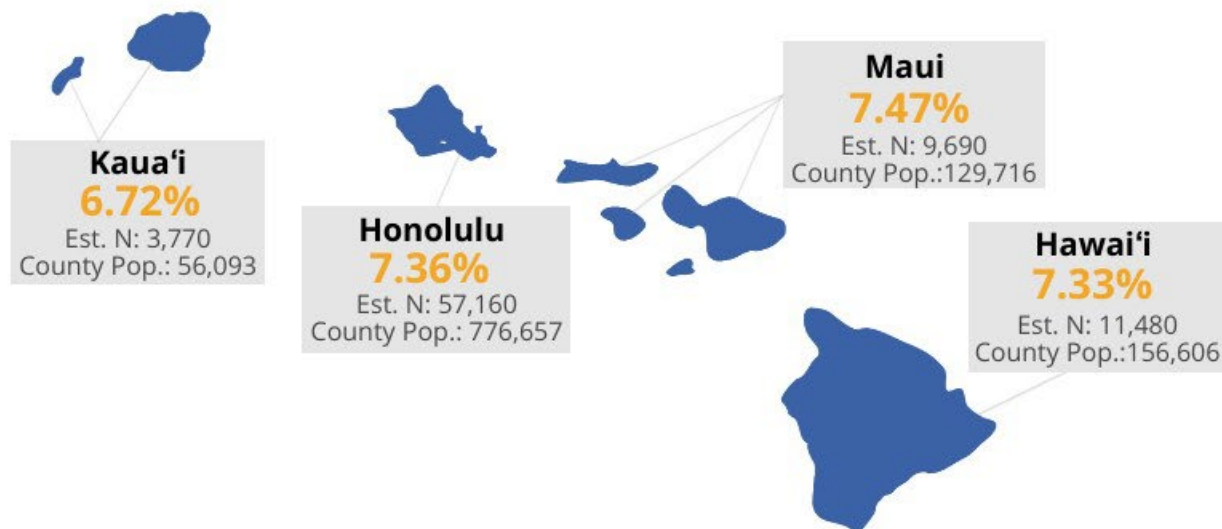 Kauaʻi
6.72%
Est. N: 3,770
County Pop.: 56,093
Honolulu
7.36%
Est. N: 57,160
County Pop.: 776,657
Maui
7.47%
Est. N: 9,690
County Pop.:129,716
Hawaiʻi
7.33%
Est. N: 11,480
County Pop.:156,606